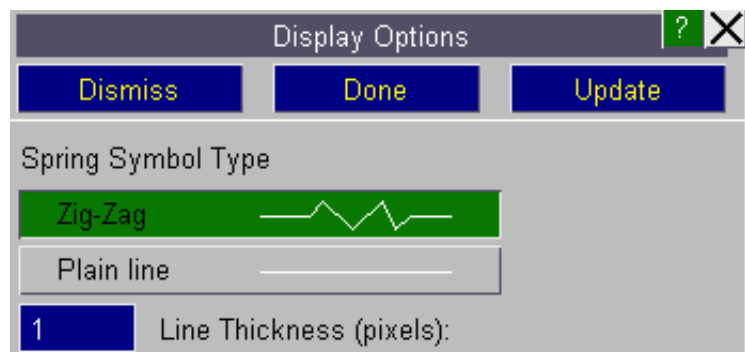 Display Options ?
Dismiss Done Update
Spring Symbol Type
Zig-Zag
Plain line
1 Line Thickness (pixels):